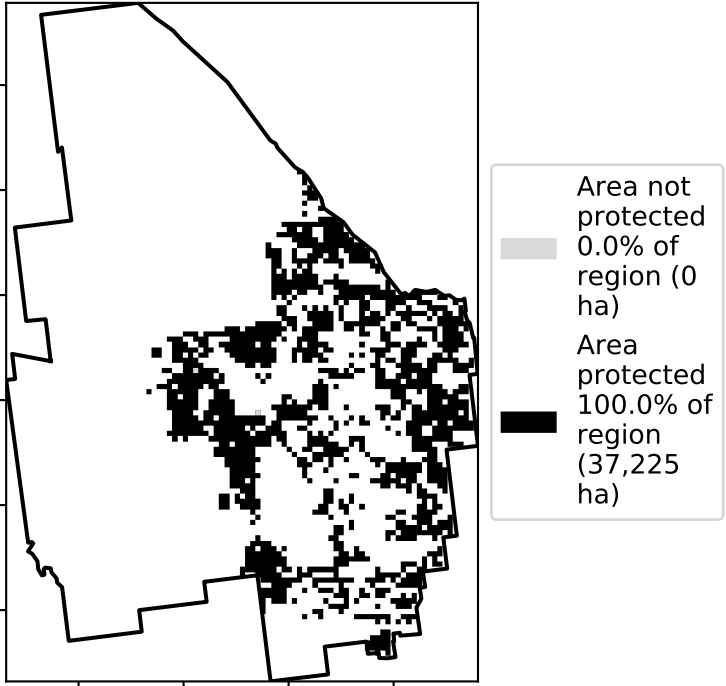 Area not
protected
0.0% of
region (0
ha)
Area
protected
100.0% of
region
(37,225
ha)